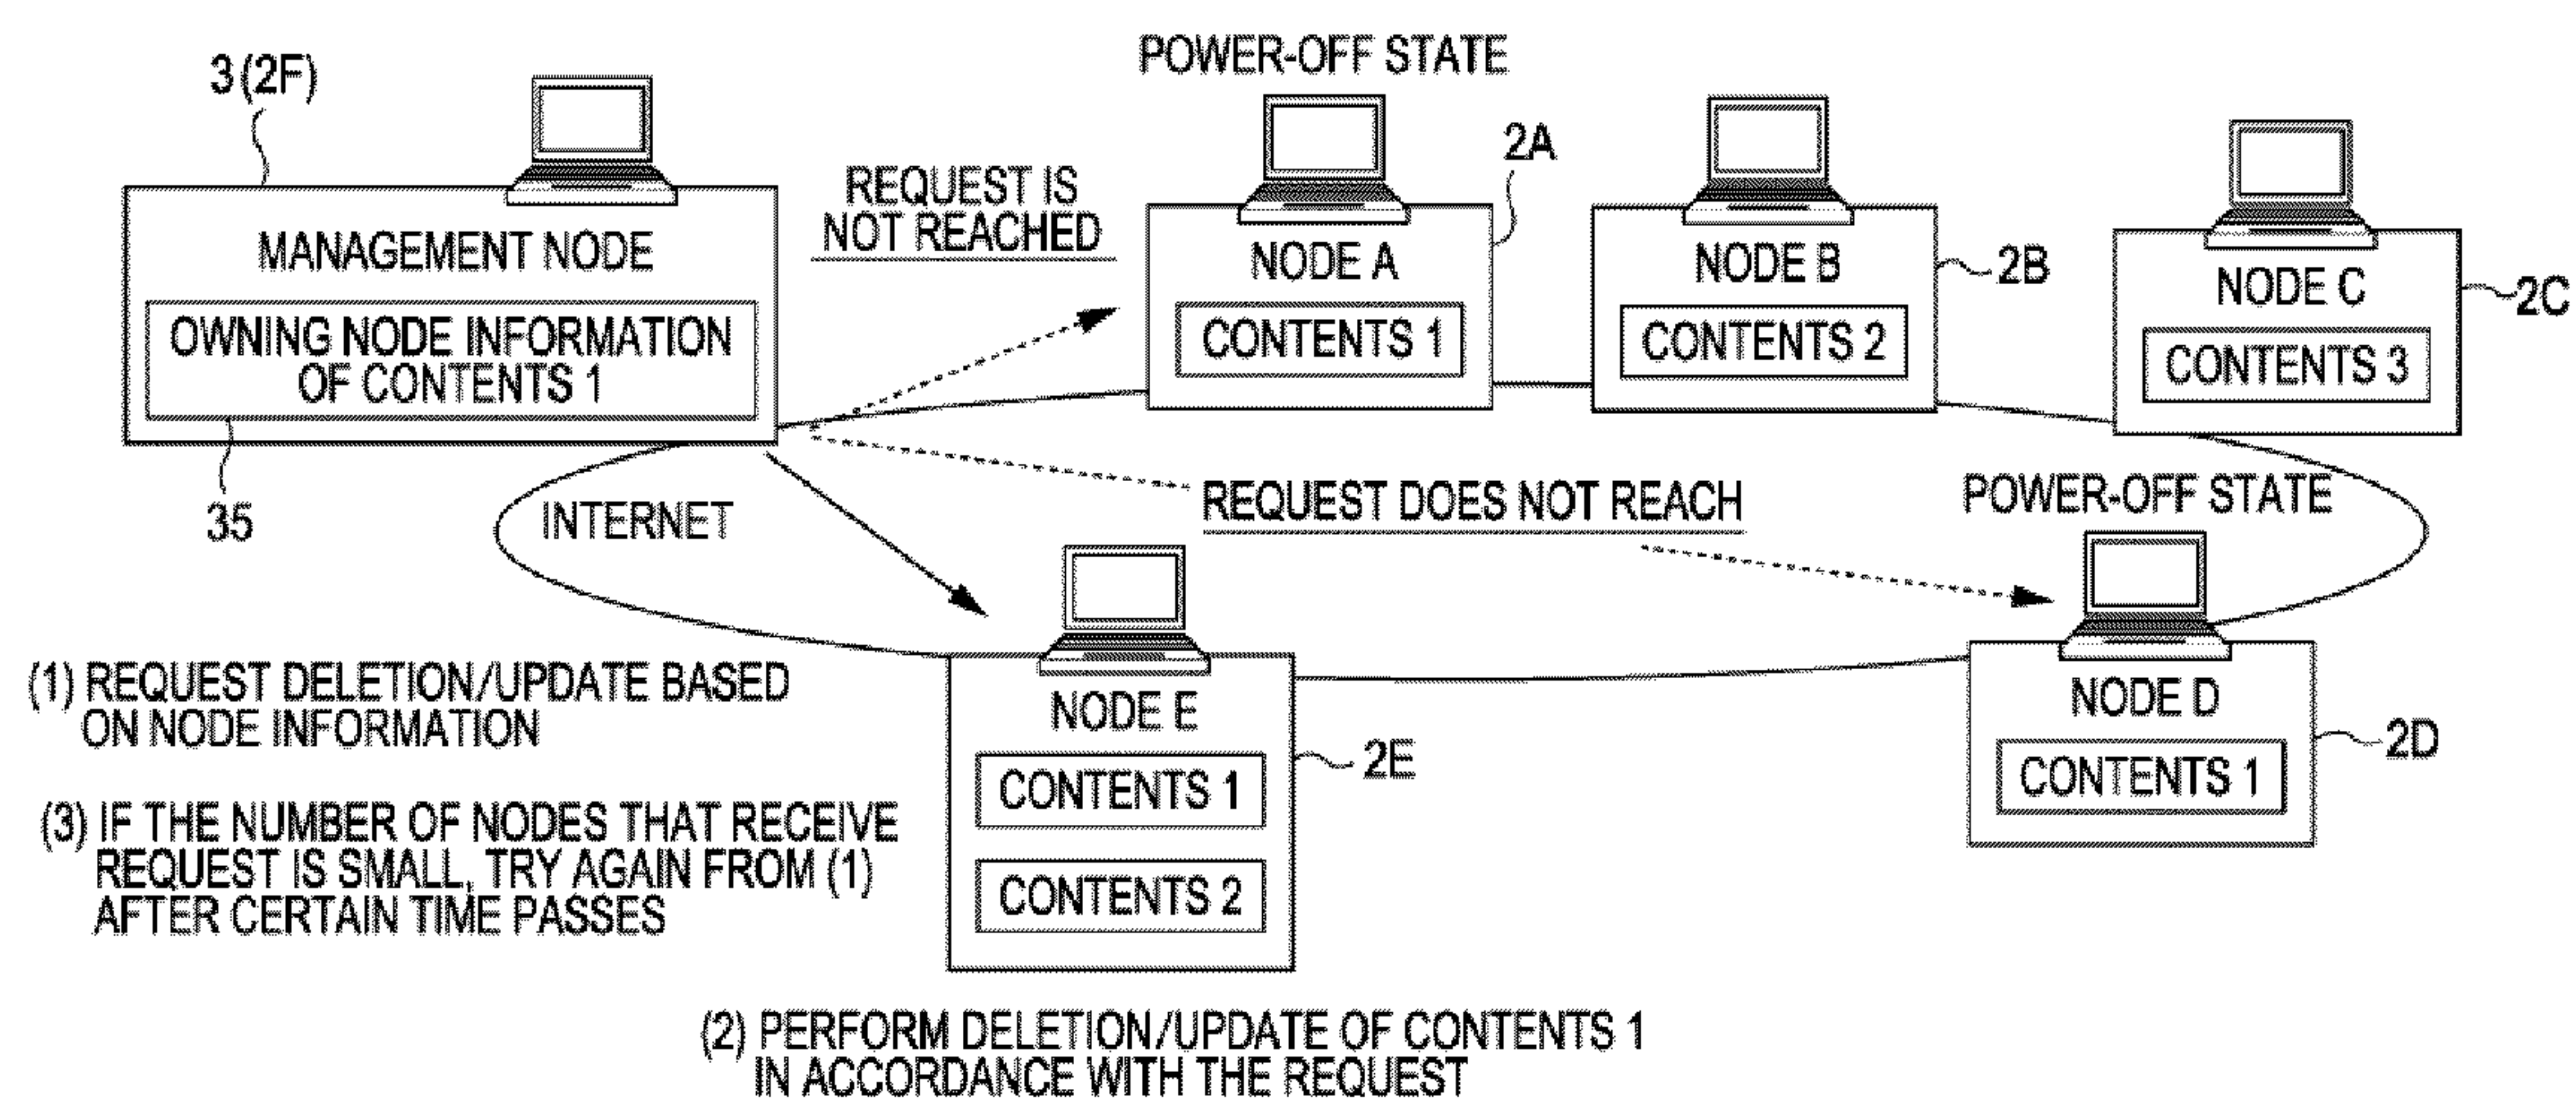 POWER-OFF STATE
3 (2F)
2A
REQUEST IS
NOT REACHED
MANAGEMENT NODE
NODE A
NODE B
2B
NODE C
2C
OWNING NODE INFORMATION
OF CONTENTS 1
CONTENTS 1
CONTENTS 2
CONTENTS 3
35
INTERNET
REQUEST DOES NOT REACH
POWER-OFF STATE
(1) REQUEST DELETION/UPDATE BASED
ON NODE INFORMATION
NODE E
2E
CONTENTS 1
CONTENTS 2
NODE D
2D
CONTENTS 1
(3) IF THE NUMBER OF NODES THAT RECEIVE
REQUEST IS SMALL, TRY AGAIN FROM (1)
AFTER CERTAIN TIME PASSES
(2) PERFORM DELETION/UPDATE OF CONTENTS 1
IN ACCORDANCE WITH THE REQUEST